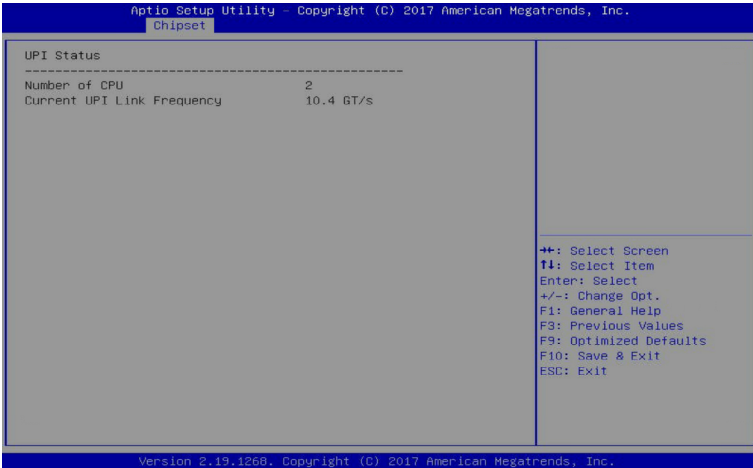 Aptio Setup Utility – Copyright (C) 2017 American Megatrends, Inc.
Chipset
UPI Status
--------------------------------------------------
Number of CPU 2
Current UPI Link Frequency 10.4 GT/s
→←: Select Screen
↑↓: Select Item
Enter: Select
+/-: Change Opt.
F1: General Help
F3: Previous Values
F9: Optimized Defaults
F10: Save & Exit
ESC: Exit
Version 2.19.1268. Copyright (C) 2017 American Megatrends, Inc.